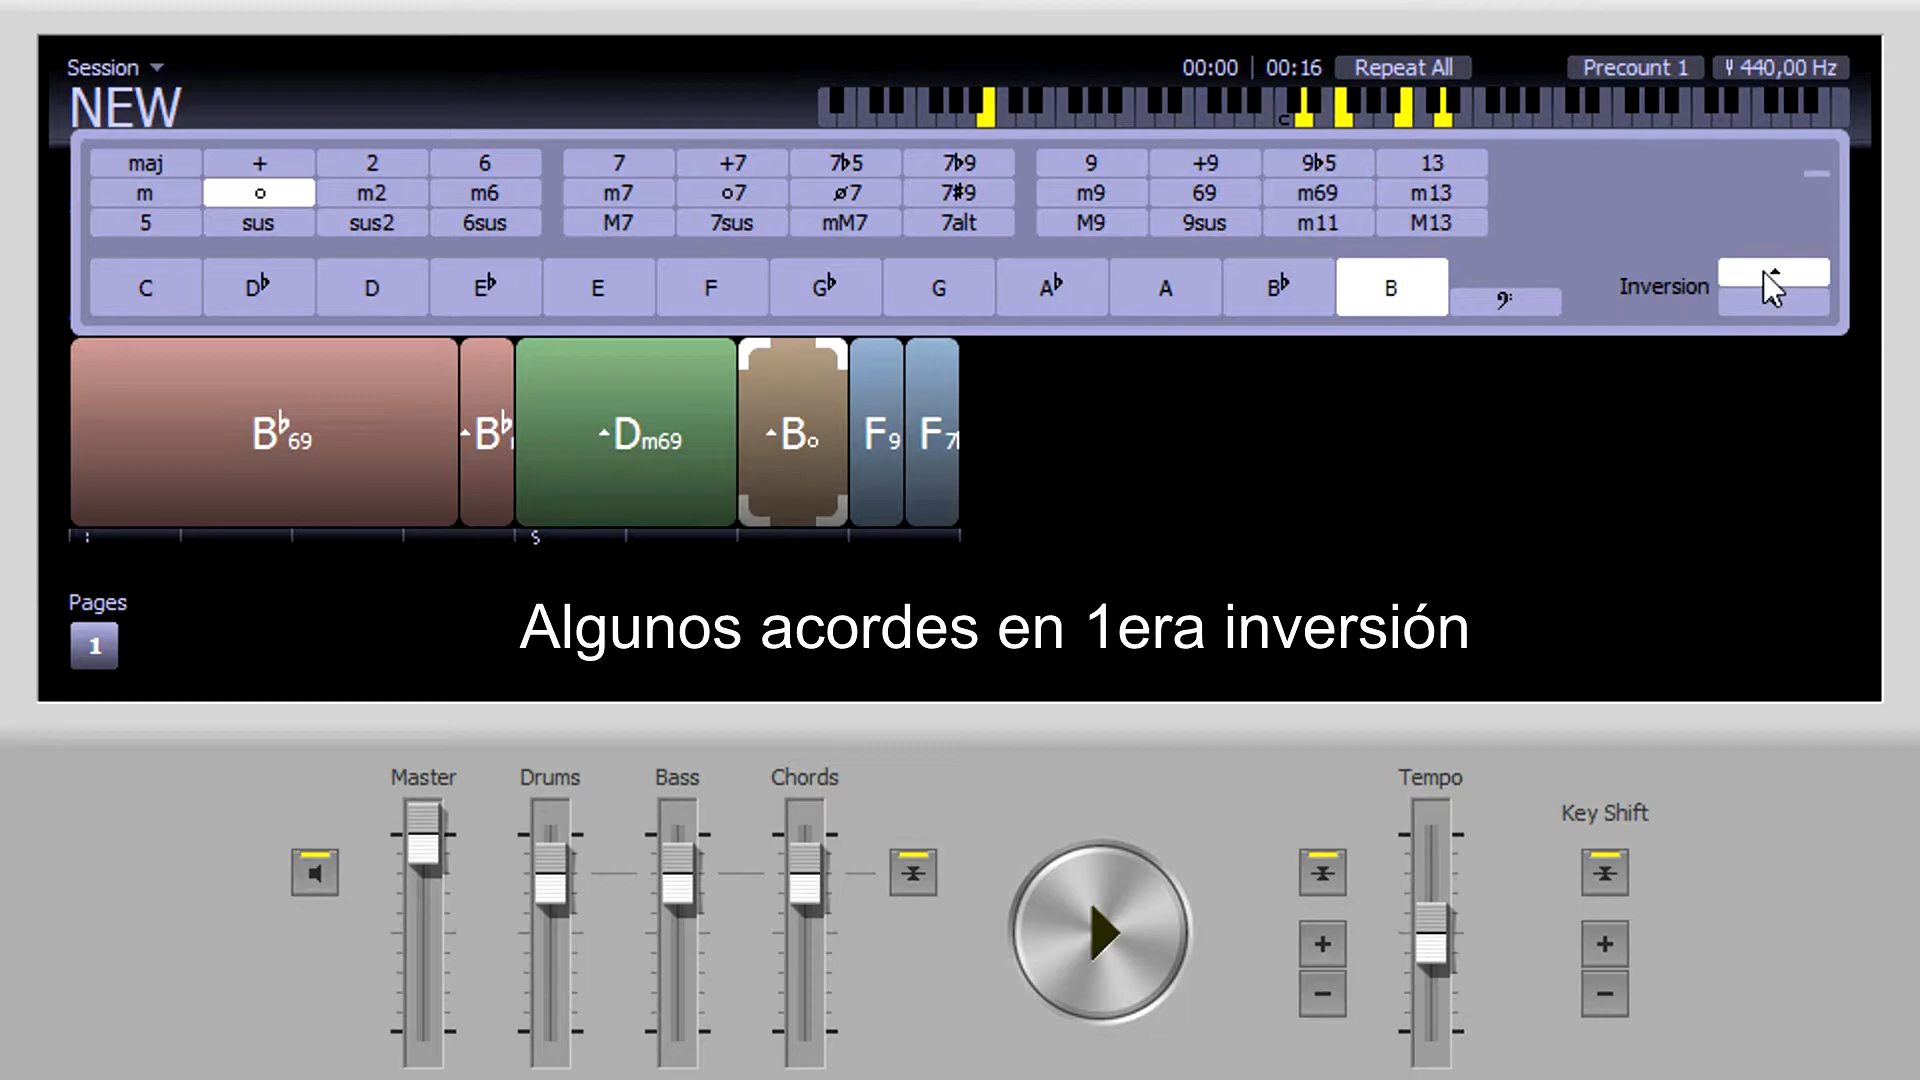 Session
00:00 | 00:16 Repeat All Precount 1 440,00 Hz
NEW
C
maj + 2 6 7 +7 7♭5 7♭9 9 +9 9♭5 13
m o m2 m6 m7 o7 ø7 7#9 m9 69 m69 m13
5 sus sus2 6sus M7 7sus mM7 7alt M9 9sus m11 M13
C D♭ D E♭ E F G♭ G A♭ A B♭ B Inversion
B♭69 B♭ Dm69 Bo F9 F7
Pages
1
Algunos acordes en 1era inversión
Master Drums Bass Chords Tempo
Key Shift